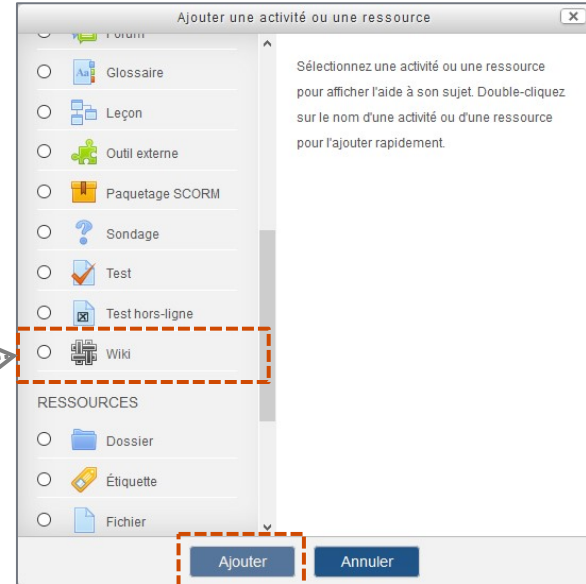 Ajouter une activité ou une ressource
Forum
Glossaire
Leçon
Outil externe
Paquetage SCORM
Sondage
Test
Test hors-ligne
Wiki
RESSOURCES
Dossier
Étiquette
Fichier
Sélectionnez une activité ou une ressource
pour afficher l'aide à son sujet. Double-cliquez
sur le nom d'une activité ou d'une ressource
pour l'ajouter rapidement.
Ajouter
Annuler